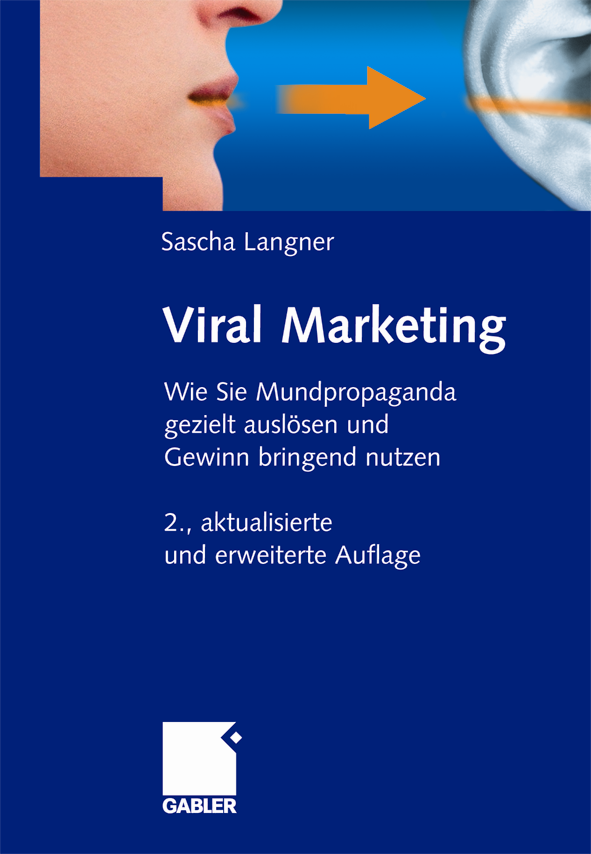 Sascha Langner
Viral Marketing
Wie Sie Mundpropaganda
gezielt auslösen und
Gewinn bringend nutzen
2., aktualisierte
und erweiterte Auflage
GABLER